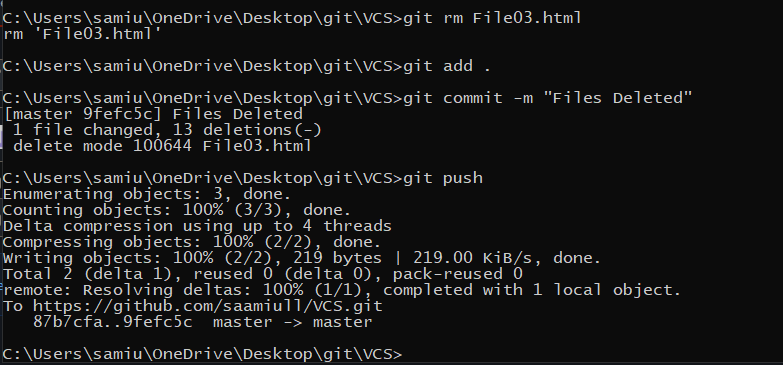 C:\Users\samiu\OneDrive\Desktop\git\VCS>git rm File03.html
rm 'File03.html'
C:\Users\samiu\OneDrive\Desktop\git\VCS>git add .
C:\Users\samiu\OneDrive\Desktop\git\VCS>git commit -m "Files Deleted"
[master 9fefc5c] Files Deleted
 1 file changed, 13 deletions(-)
 delete mode 100644 File03.html
C:\Users\samiu\OneDrive\Desktop\git\VCS>git push
Enumerating objects: 3, done.
Counting objects: 100% (3/3), done.
Delta compression using up to 4 threads
Compressing objects: 100% (2/2), done.
Writing objects: 100% (2/2), 219 bytes | 219.00 KiB/s, done.
Total 2 (delta 1), reused 0 (delta 0), pack-reused 0
remote: Resolving deltas: 100% (1/1), completed with 1 local object.
To https://github.com/saamiull/VCS.git
   87b7cfa..9fefc5c  master -> master
C:\Users\samiu\OneDrive\Desktop\git\VCS>